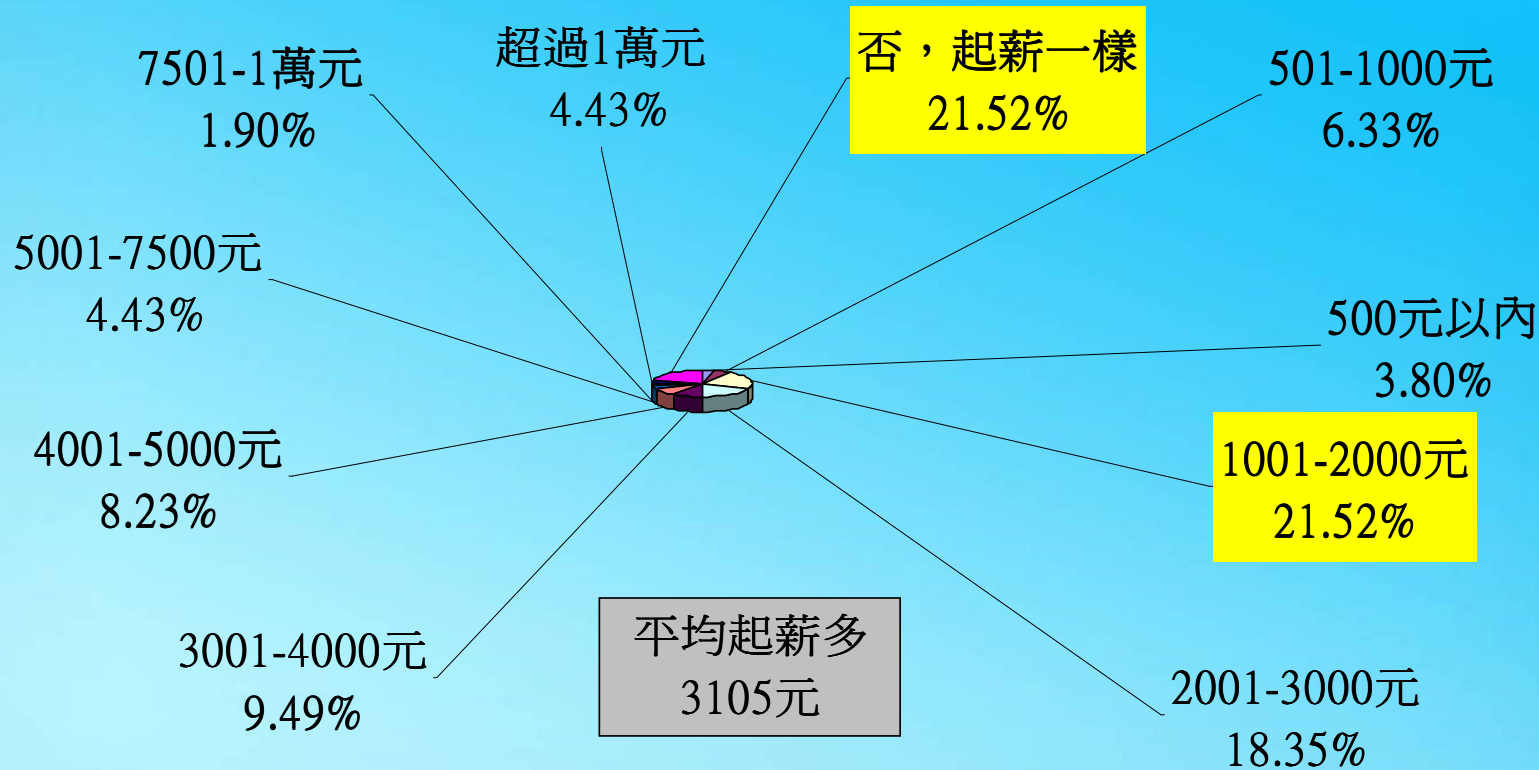 超過1萬元
4.43%
否，起薪一樣
21.52%
501-1000元
6.33%
500元以內
3.80%
1001-2000元
21.52%
2001-3000元
18.35%
平均起薪多
3105元
3001-4000元
9.49%
4001-5000元
8.23%
5001-7500元
4.43%
7501-1萬元
1.90%